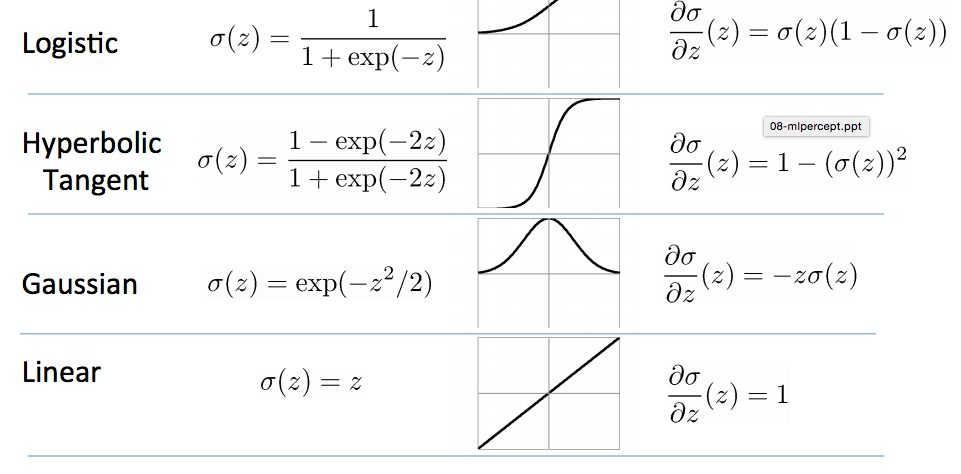 Logistic σ(z) = 1 / (1 + exp(−z)) ∂σ/∂z (z) = σ(z)(1 − σ(z))
08-mlpercept.ppt
Hyperbolic
Tangent σ(z) = (1 − exp(−2z)) / (1 + exp(−2z)) ∂σ/∂z (z) = 1 − (σ(z))²
Gaussian σ(z) = exp(−z²/2) ∂σ/∂z (z) = −zσ(z)
Linear σ(z) = z ∂σ/∂z (z) = 1